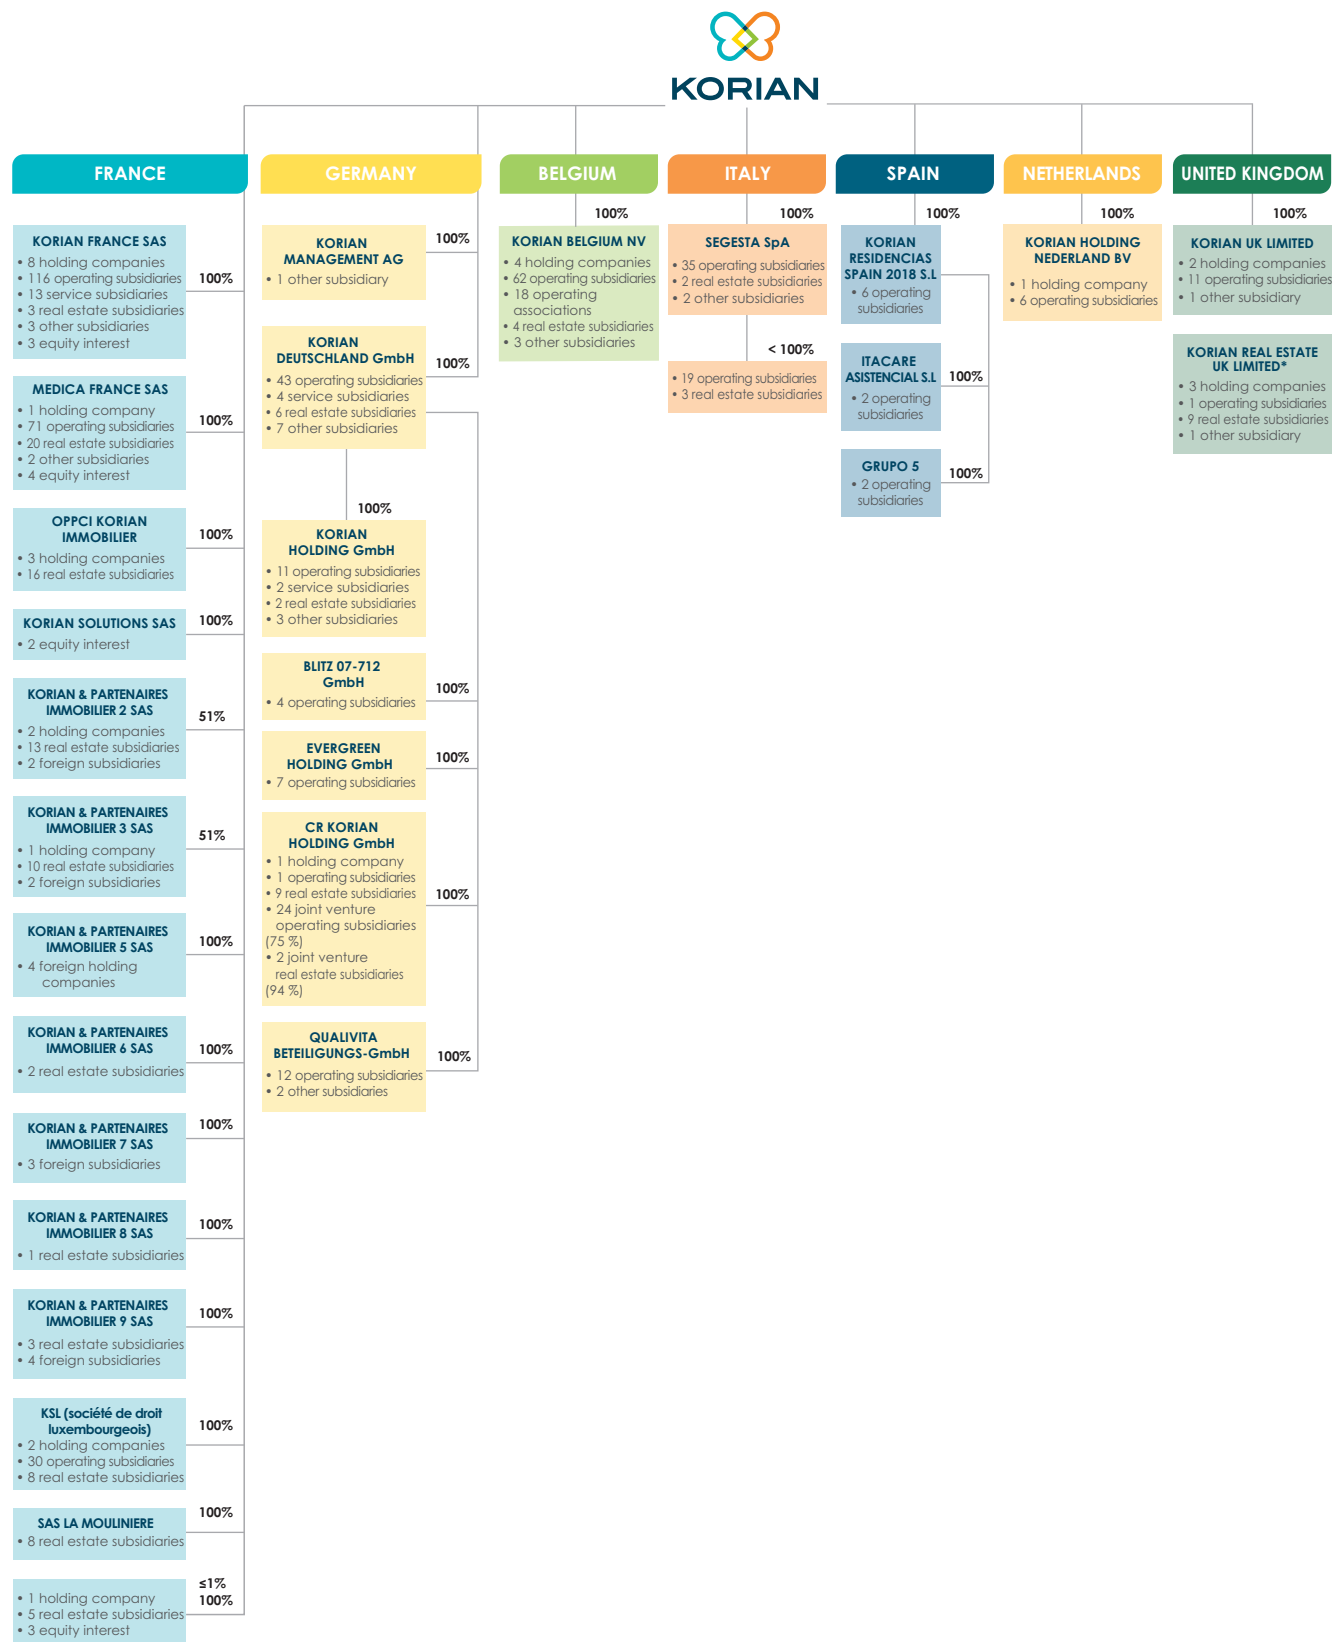 KORIAN
FRANCE
KORIAN FRANCE SAS
• 8 holding companies
• 116 operating subsidiaries
• 13 service subsidiaries
• 3 real estate subsidiaries
• 3 other subsidiaries
• 3 equity interest
100%
MEDICA FRANCE SAS
• 1 holding company
• 71 operating subsidiaries
• 20 real estate subsidiaries
• 2 other subsidiaries
• 4 equity interest
100%
OPPCI KORIAN
IMMOBILIER
• 3 holding companies
• 16 real estate subsidiaries
100%
KORIAN SOLUTIONS SAS
• 2 equity interest
100%
KORIAN & PARTENAIRES
IMMOBILIER 2 SAS
• 2 holding companies
• 13 real estate subsidiaries
• 2 foreign subsidiaries
51%
KORIAN & PARTENAIRES
IMMOBILIER 3 SAS
• 1 holding company
• 10 real estate subsidiaries
• 2 foreign subsidiaries
51%
KORIAN & PARTENAIRES
IMMOBILIER 5 SAS
• 4 foreign holding
companies
100%
KORIAN & PARTENAIRES
IMMOBILIER 6 SAS
• 2 real estate subsidiaries
100%
KORIAN & PARTENAIRES
IMMOBILIER 7 SAS
• 3 foreign subsidiaries
100%
KORIAN & PARTENAIRES
IMMOBILIER 8 SAS
• 1 real estate subsidiaries
100%
KORIAN & PARTENAIRES
IMMOBILIER 9 SAS
• 3 real estate subsidiaries
• 4 foreign subsidiaries
100%
KSL (société de droit
luxembourgeois)
• 2 holding companies
• 30 operating subsidiaries
• 8 real estate subsidiaries
100%
SAS LA MOULINIERE
• 8 real estate subsidiaries
100%
• 1 holding company
• 5 real estate subsidiaries
• 3 equity interest
≤1%
100%
GERMANY
KORIAN
MANAGEMENT AG
• 1 other subsidiary
100%
KORIAN
DEUTSCHLAND GmbH
• 43 operating subsidiaries
• 4 service subsidiaries
• 6 real estate subsidiaries
• 7 other subsidiaries
100%
100%
KORIAN
HOLDING GmbH
• 11 operating subsidiaries
• 2 service subsidiaries
• 2 real estate subsidiaries
• 3 other subsidiaries
BLITZ 07-712
GmbH
• 4 operating subsidiaries
100%
EVERGREEN
HOLDING GmbH
• 7 operating subsidiaries
100%
CR KORIAN
HOLDING GmbH
• 1 holding company
• 1 operating subsidiaries
• 9 real estate subsidiaries
• 24 joint venture
operating subsidiaries
(75 %)
• 2 joint venture
real estate subsidiaries
(94 %)
100%
QUALIVITA
BETEILIGUNGS-GmbH
• 12 operating subsidiaries
• 2 other subsidiaries
100%
BELGIUM
100%
KORIAN BELGIUM NV
• 4 holding companies
• 62 operating subsidiaries
• 18 operating
associations
• 4 real estate subsidiaries
• 3 other subsidiaries
ITALY
100%
SEGESTA SpA
• 35 operating subsidiaries
• 2 real estate subsidiaries
• 2 other subsidiaries
< 100%
• 19 operating subsidiaries
• 3 real estate subsidiaries
SPAIN
100%
KORIAN
RESIDENCIAS
SPAIN 2018 S.L
• 6 operating
subsidiaries
ITACARE
ASISTENCIAL S.L
• 2 operating
subsidiaries
100%
GRUPO 5
• 2 operating
subsidiaries
100%
NETHERLANDS
100%
KORIAN HOLDING
NEDERLAND BV
• 1 holding company
• 6 operating subsidiaries
UNITED KINGDOM
100%
KORIAN UK LIMITED
• 2 holding companies
• 11 operating subsidiaries
• 1 other subsidiary
KORIAN REAL ESTATE
UK LIMITED*
• 3 holding companies
• 1 operating subsidiaries
• 9 real estate subsidiaries
• 1 other subsidiary